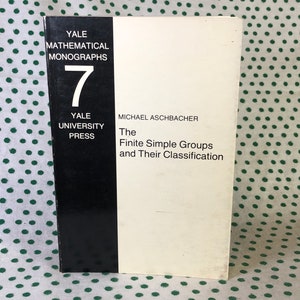 YALE
MATHEMATICAL
MONOGRAPHS
7
YALE
UNIVERSITY
PRESS
MICHAEL ASCHBACHER
The
Finite Simple Groups
and Their Classification